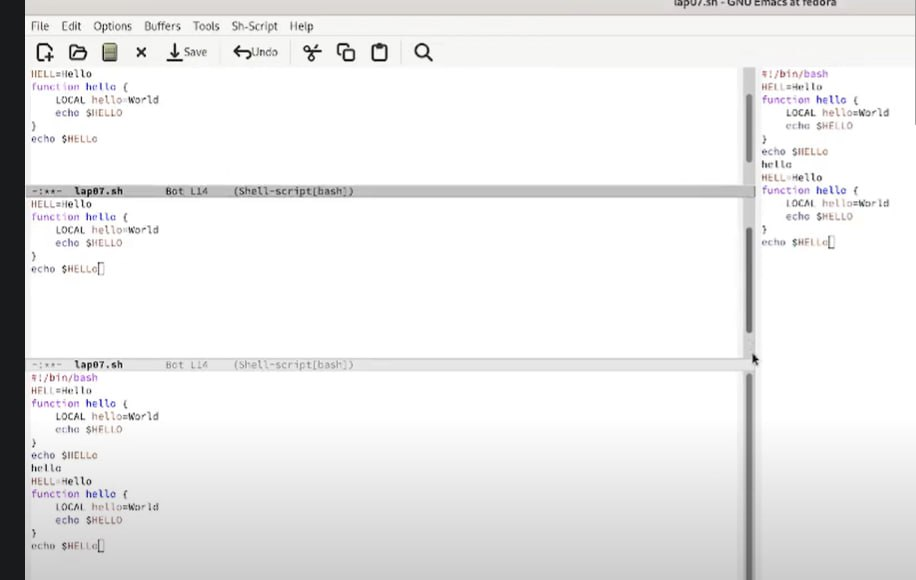 lap07.sh - GNU Emacs at fedora
File Edit Options Buffers Tools Sh-Script Help
Save Undo
HELL=Hello
function hello {
LOCAL hello=World
echo $HELLO
}
echo $HELLo
-:**- lap07.sh Bot L14 (Shell-script[bash])
HELL=Hello
function hello {
LOCAL hello=World
echo $HELLO
}
echo $HELLo
-:**- lap07.sh Bot L14 (Shell-script[bash])
#!/bin/bash
HELL=Hello
function hello {
LOCAL hello=World
echo $HELLO
}
echo $HELLo
hello
HELL=Hello
function hello {
LOCAL hello=World
echo $HELLO
}
echo $HELLo
#!/bin/bash
HELL=Hello
function hello {
LOCAL hello=World
echo $HELLO
}
echo $HELLo
hello
HELL=Hello
function hello {
LOCAL hello=World
echo $HELLO
}
echo $HELLo